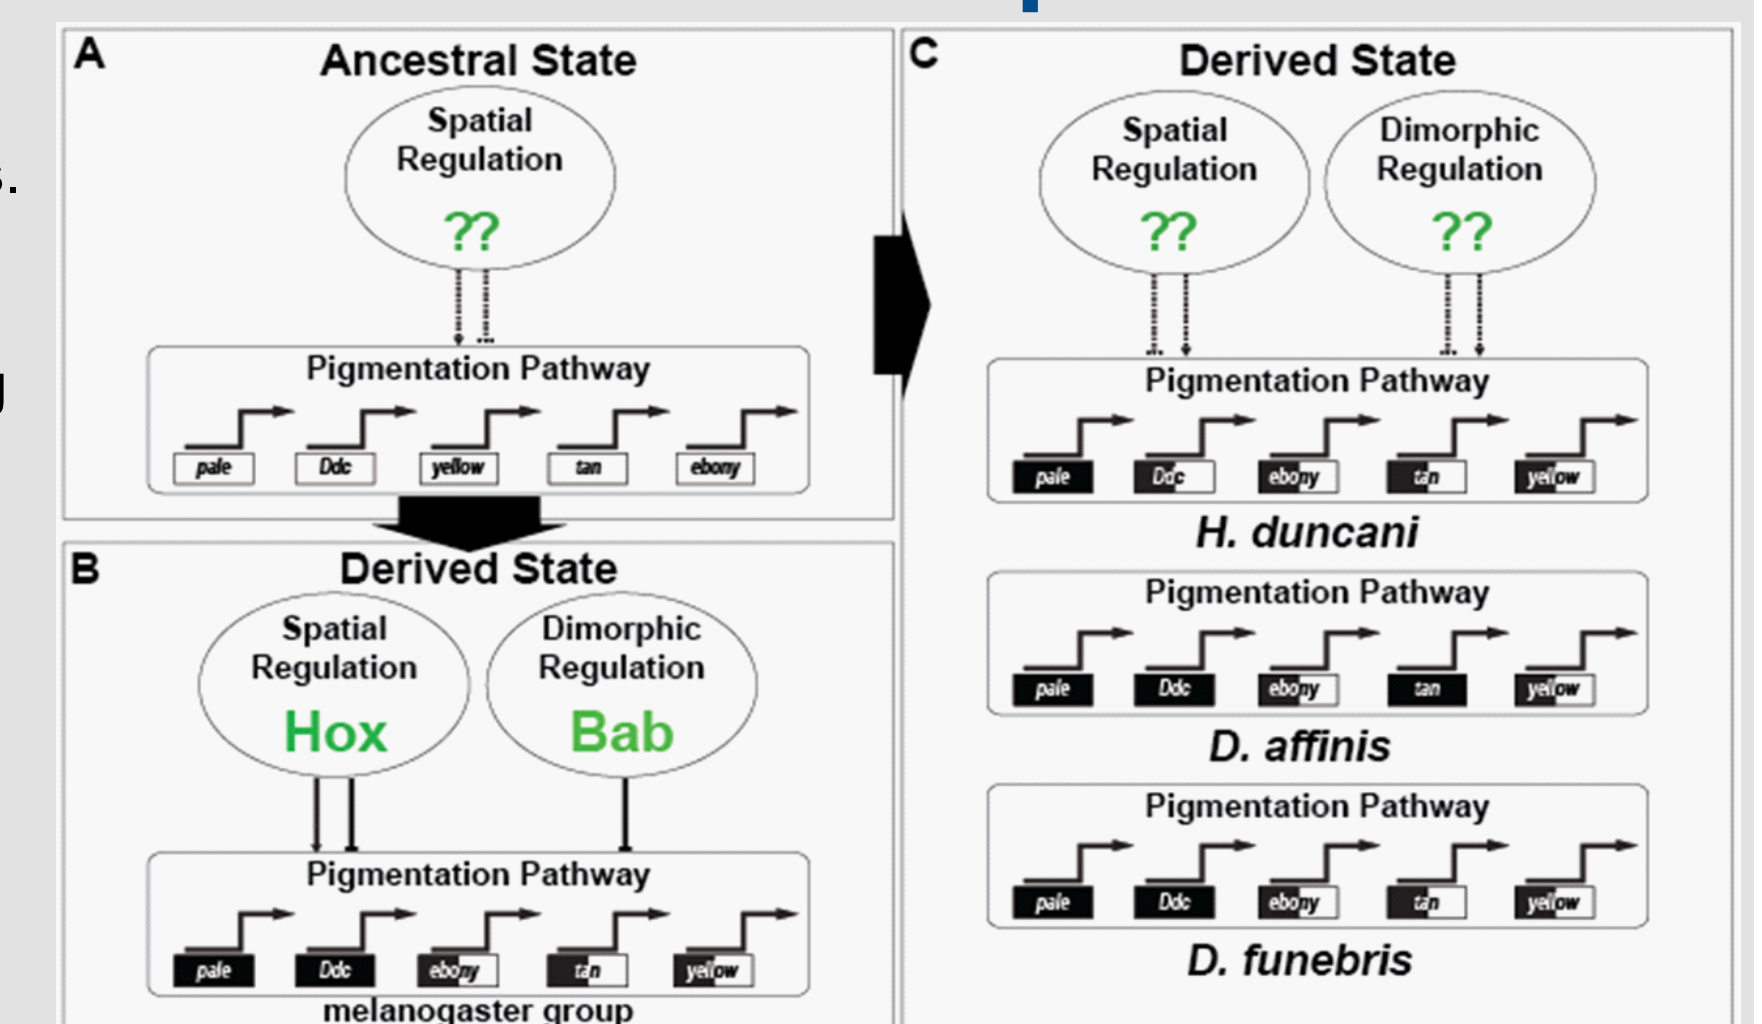 s.
g
A
Ancestral State
Spatial
Regulation
??
Pigmentation Pathway
pale Ddc yellow tan ebony
B
Derived State
Spatial
Regulation
Hox
Dimorphic
Regulation
Bab
Pigmentation Pathway
pale Ddc ebony tan yellow
melanogaster group
C
Derived State
Spatial
Regulation
??
Dimorphic
Regulation
??
Pigmentation Pathway
pale Ddc ebony tan yellow
H. duncani
Pigmentation Pathway
pale Ddc ebony tan yellow
D. affinis
Pigmentation Pathway
pale Ddc ebony tan yellow
D. funebris